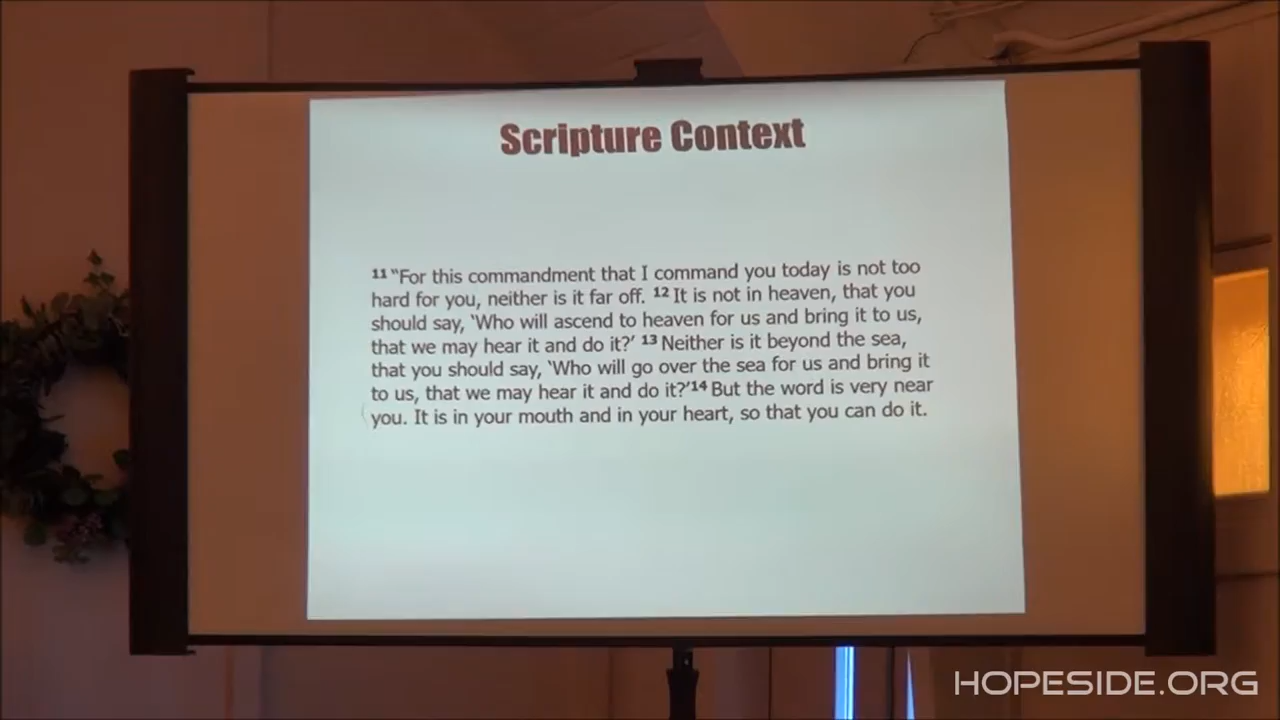 Scripture Context
11 "For this commandment that I command you today is not too
hard for you, neither is it far off. 12 It is not in heaven, that you
should say, 'Who will ascend to heaven for us and bring it to us,
that we may hear it and do it?' 13 Neither is it beyond the sea,
that you should say, 'Who will go over the sea for us and bring it
to us, that we may hear it and do it?'14 But the word is very near
you. It is in your mouth and in your heart, so that you can do it.
HOPESIDE.ORG